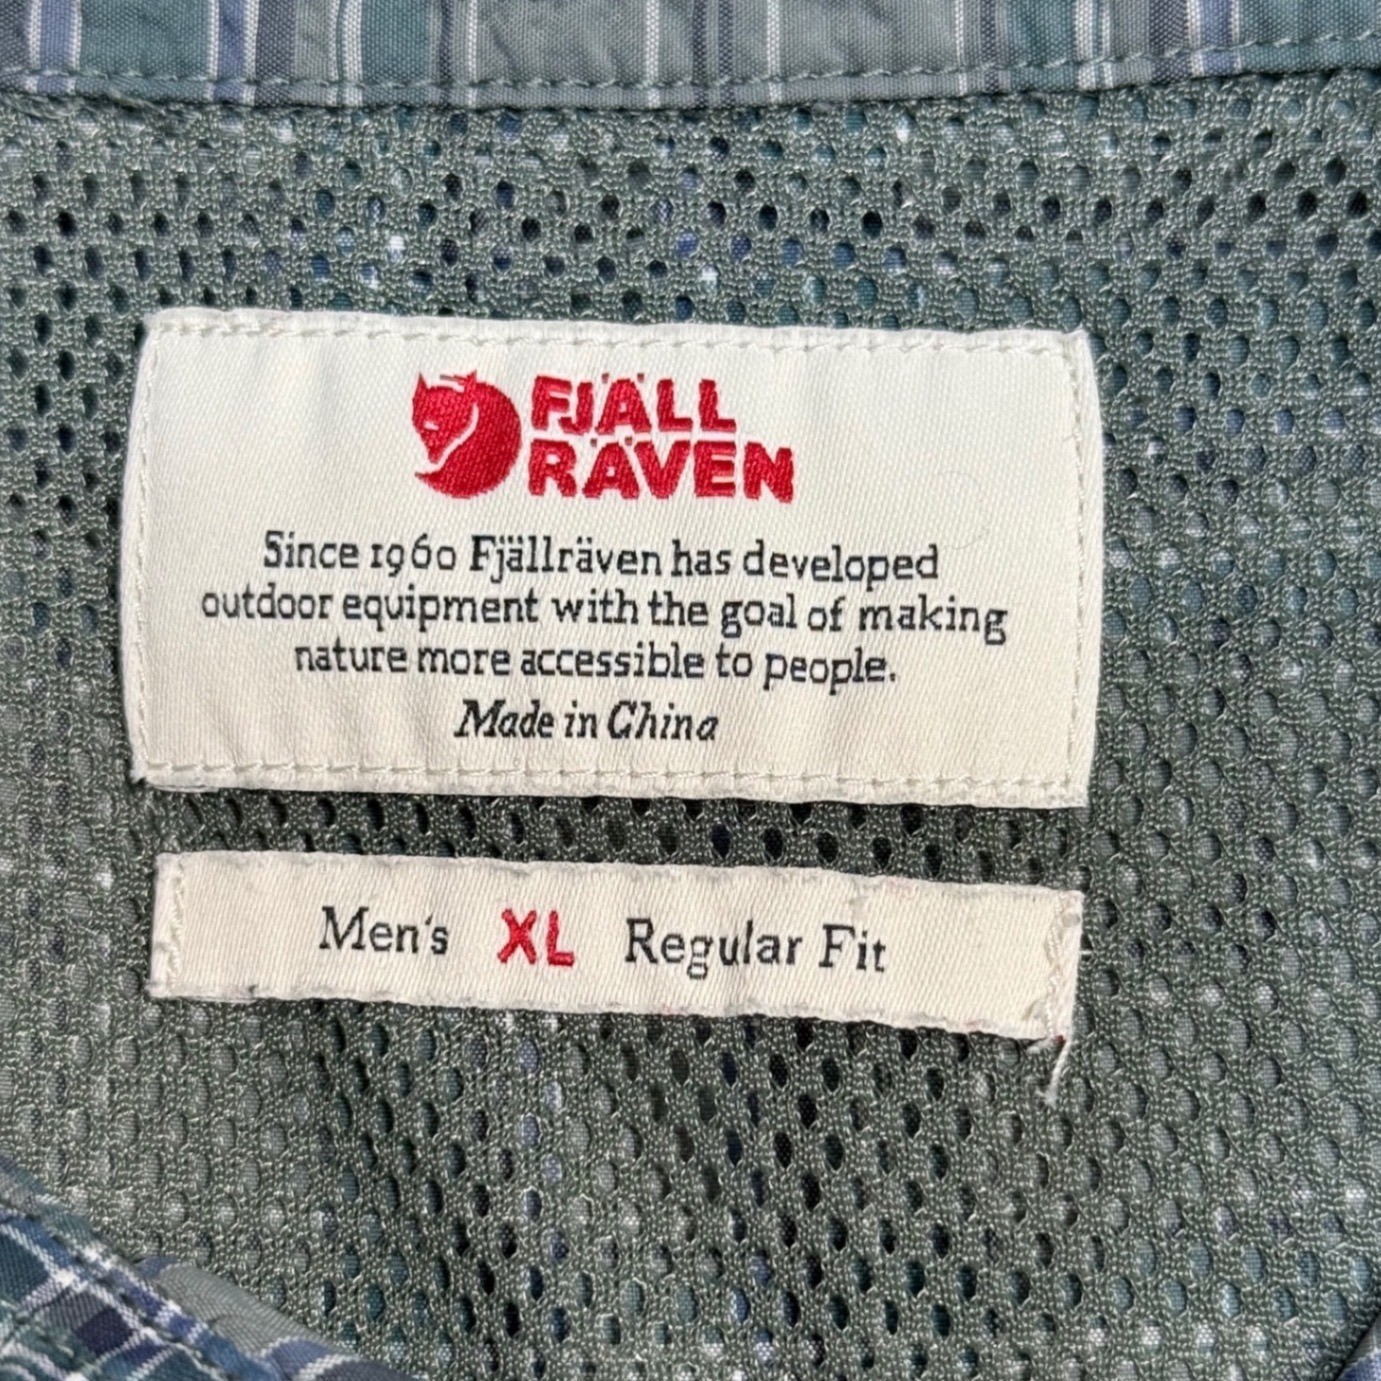 FJÄLL
RÄVEN
Since 1960 Fjällräven has developed
outdoor equipment with the goal of making
nature more accessible to people.
Made in China
Men's XL Regular Fit